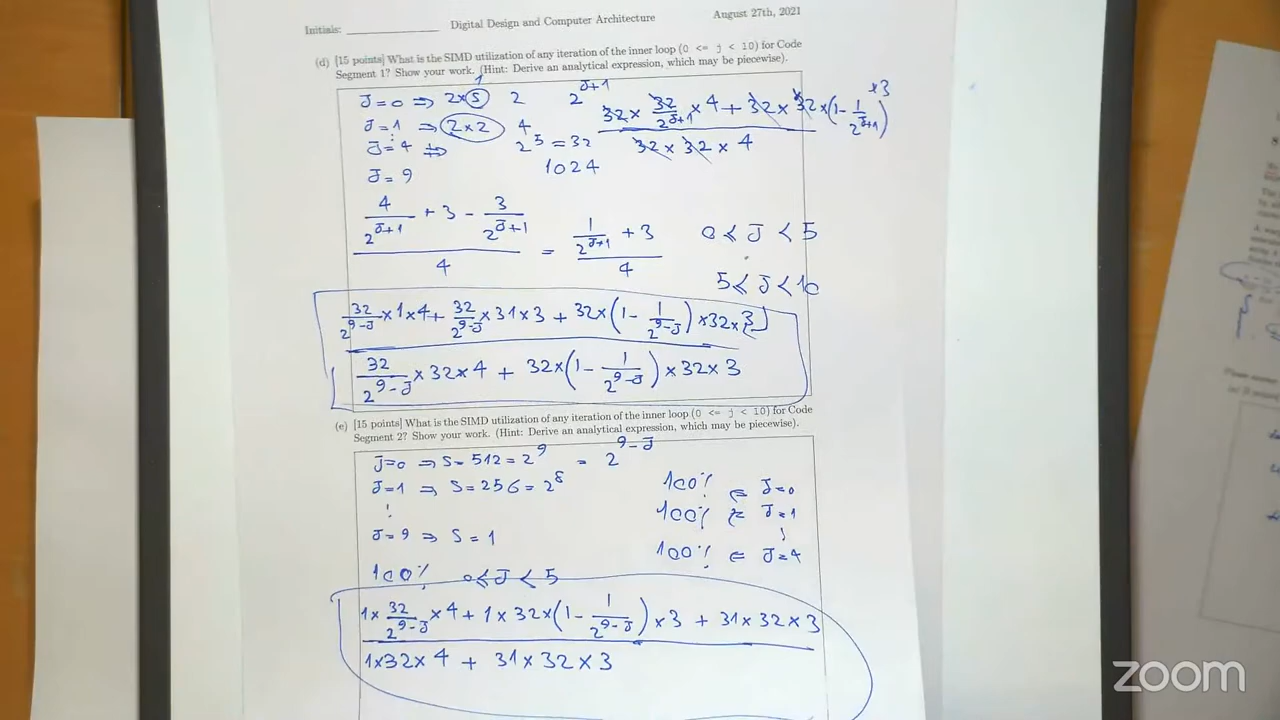 Initials: ______________ Digital Design and Computer Architecture August 27th, 2021
(d) [15 points] What is the SIMD utilization of any iteration of the inner loop (0 <= j < 10) for Code
Segment 1? Show your work. (Hint: Derive an analytical expression, which may be piecewise).
J=0 ⇒ 2×S 1 2 2^(J+1)
J=1 ⇒ 2×2 4
⋮
J=4 ⇒ 2^5 = 32
J=9 1024
(32 × 32/2^(J+1) × 4 + 32 × 32 × (1 - 1/2^(J+1)) ×3) / (32 × 32 × 4)
(4/2^(J+1) + 3 - 3/2^(J+1)) / 4 = (1/2^(J+1) + 3) / 4 0 ≤ J < 5
5 ≤ J < 10
(32/2^(9-J) × 1 × 4 + 32/2^(9-J) × 31 × 3 + 32 × (1 - 1/2^(9-J)) × 32 × 3) / (32/2^(9-J) × 32 × 4 + 32 × (1 - 1/2^(9-J)) × 32 × 3)
(e) [15 points] What is the SIMD utilization of any iteration of the inner loop (0 <= j < 10) for Code
Segment 2? Show your work. (Hint: Derive an analytical expression, which may be piecewise).
J=0 ⇒ S = 512 = 2^9 = 2^(9-J)
J=1 ⇒ S = 256 = 2^8
⋮
J=9 ⇒ S = 1
100% ⇐ J=0
100% ⇐ J=1
⋮
100% ⇐ J=4
100% 0 ≤ J < 5
(1 × 32/2^(9-J) × 4 + 1 × 32 × (1 - 1/2^(9-J)) × 3 + 31 × 32 × 3) / (1 × 32 × 4 + 31 × 32 × 3)
zoom